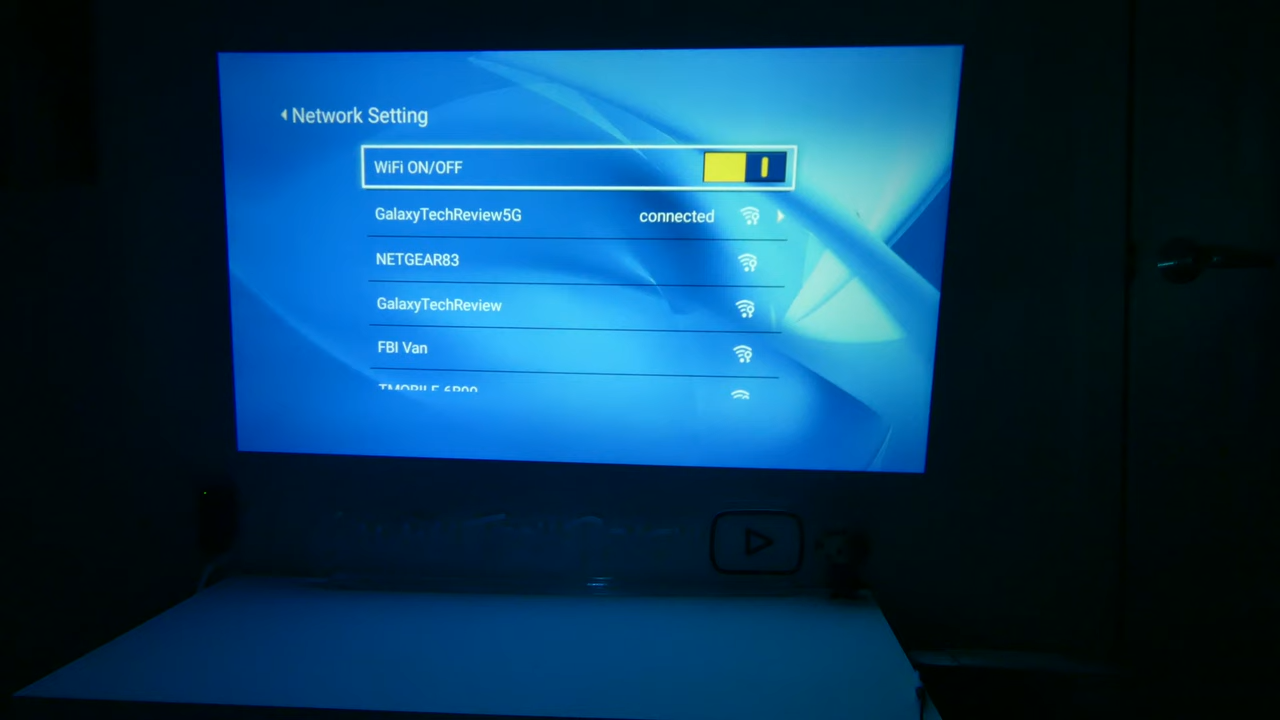 Network Setting
WiFi ON/OFF
GalaxyTechReview5G connected
NETGEAR83
GalaxyTechReview
FBI Van